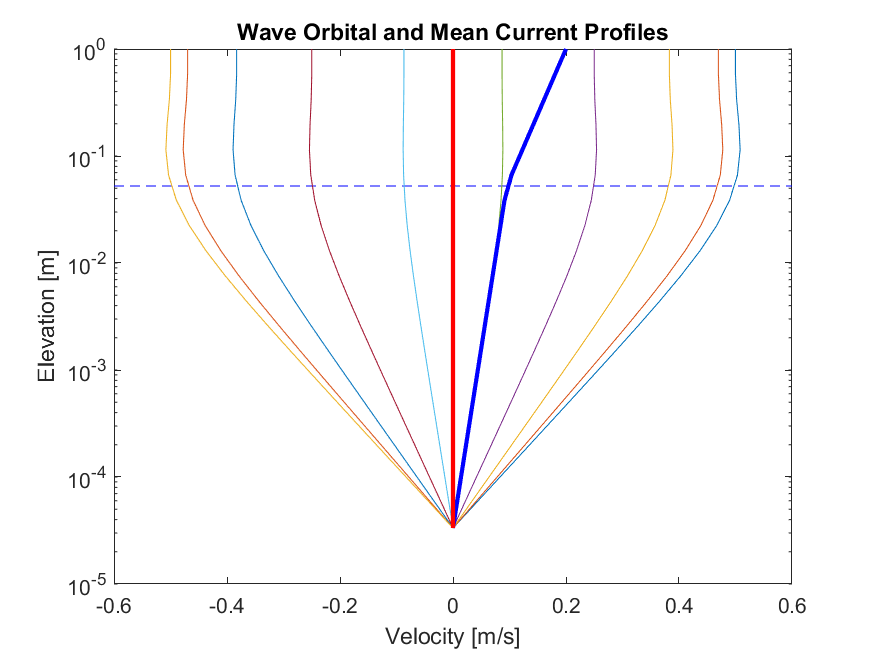 Wave Orbital and Mean Current Profiles
10^0
10^-1
10^-2
10^-3
10^-4
10^-5
Elevation [m]
-0.6 -0.4 -0.2 0 0.2 0.4 0.6
Velocity [m/s]